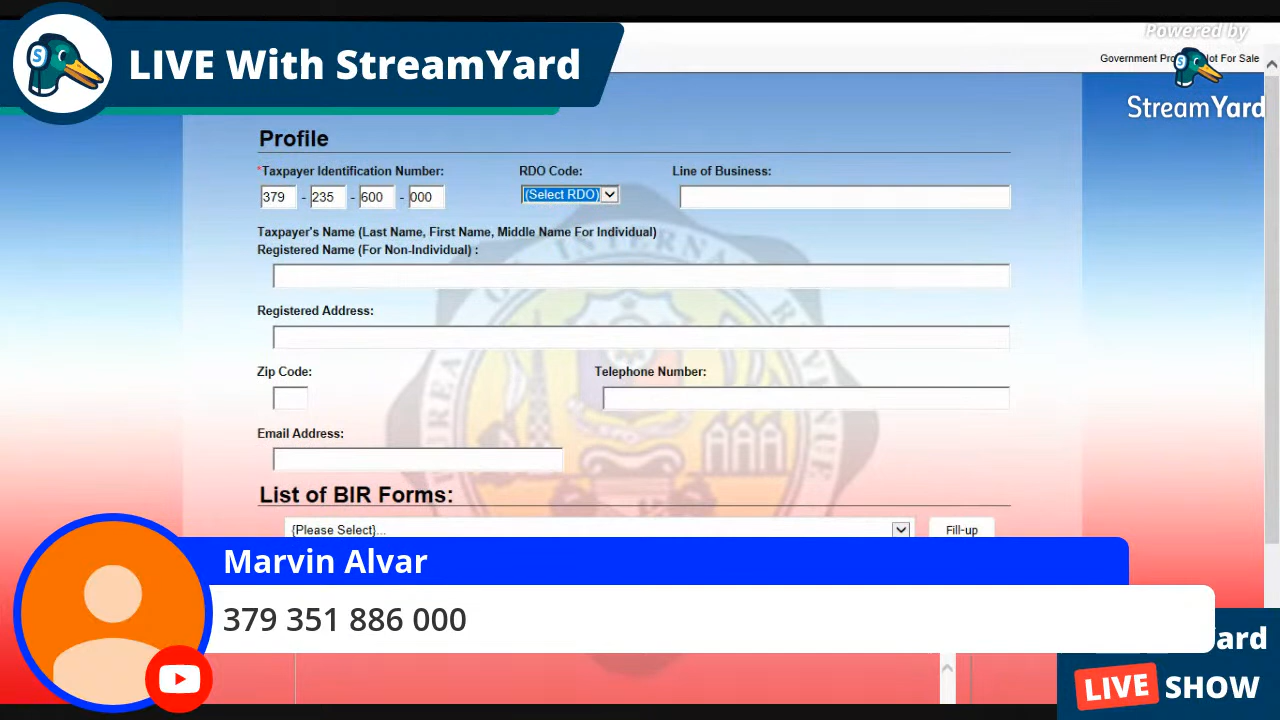 Powered by
LIVE With StreamYard
Government Pro ot For Sale
StreamYard
Profile
*Taxpayer Identification Number: RDO Code: Line of Business:
379 - 235 - 600 - 000 (Select RDO)
Taxpayer's Name (Last Name, First Name, Middle Name For Individual)
Registered Name (For Non-Individual) :
Registered Address:
Zip Code: Telephone Number:
Email Address:
List of BIR Forms:
{Please Select}... Fill-up
Marvin Alvar
379 351 886 000
ard
LIVE SHOW